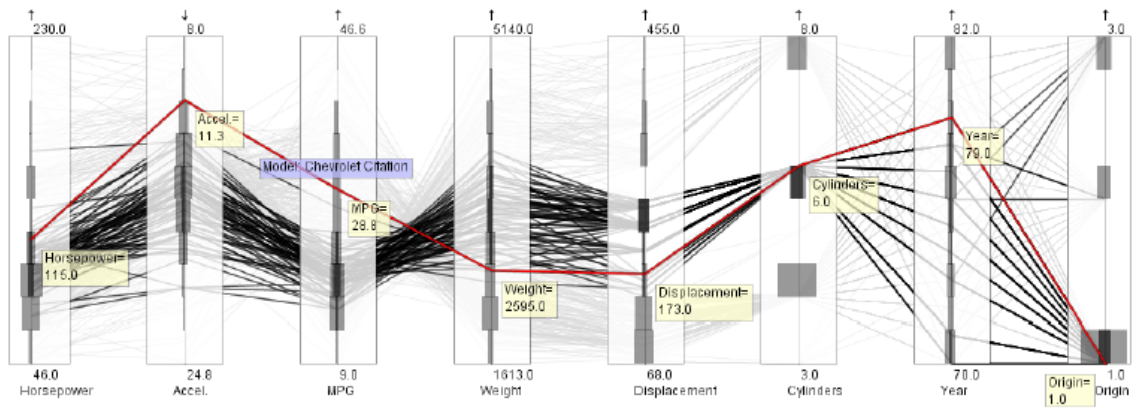 230.0 8.0 46.6 5140.0 455.0 8.0 82.0 3.0
Accel.=
11.3
Year=
79.0
Model: Chevrolet Citation
Cylinders=
6.0
MPG=
28.8
Horsepower=
115.0
Weight=
2595.0
Displacement=
173.0
46.0 24.8 9.0 1613.0 68.0 3.0 70.0 1.0
Origin=
1.0
Horsepower Accel. MPG Weight Displacement Cylinders Year Origin